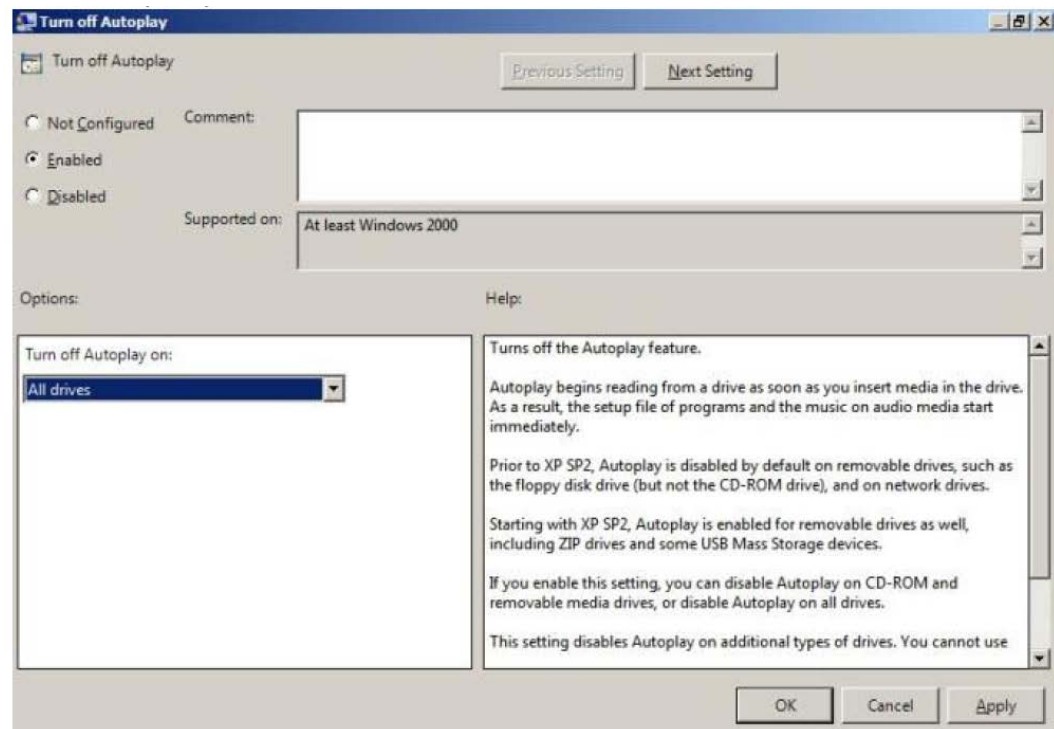 Turn off Autoplay
Turn off Autoplay
Previous Setting
Next Setting
Not Configured
Comment:
Enabled
Disabled
Supported on:
At least Windows 2000
Options:
Help:
Turn off Autoplay on:
All drives
Turns off the Autoplay feature.
Autoplay begins reading from a drive as soon as you insert media in the drive.
As a result, the setup file of programs and the music on audio media start
immediately.
Prior to XP SP2, Autoplay is disabled by default on removable drives, such as
the floppy disk drive (but not the CD-ROM drive), and on network drives.
Starting with XP SP2, Autoplay is enabled for removable drives as well,
including ZIP drives and some USB Mass Storage devices.
If you enable this setting, you can disable Autoplay on CD-ROM and
removable media drives, or disable Autoplay on all drives.
This setting disables Autoplay on additional types of drives. You cannot use
OK
Cancel
Apply